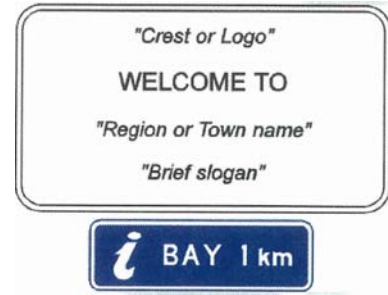 "Crest or Logo"
WELCOME TO
"Region or Town name"
"Brief slogan"
i BAY 1 km